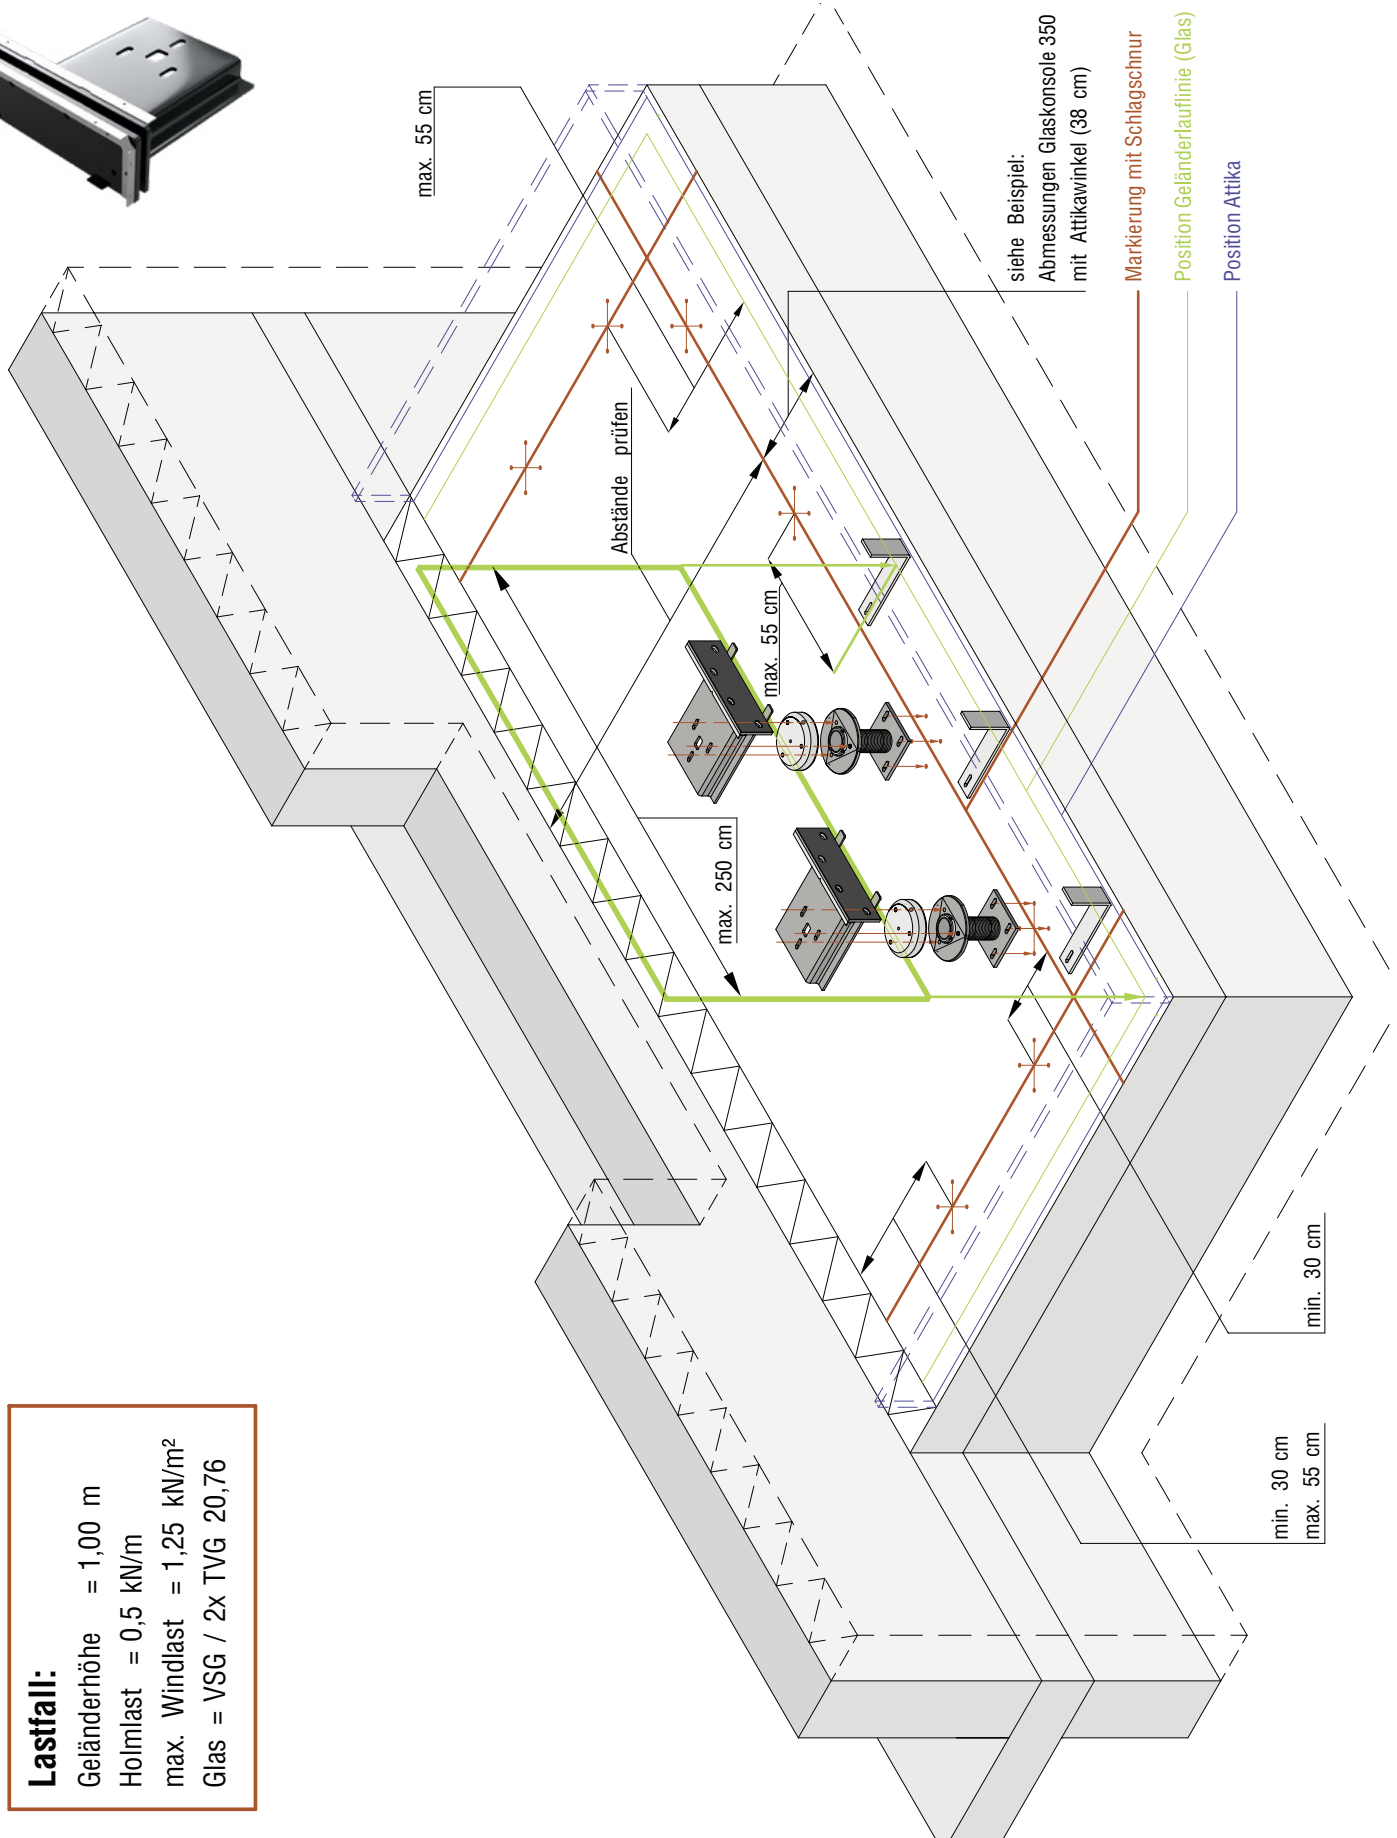 Lastfall:
Geländerhöhe = 1,00 m
Holmlast = 0,5 kN/m
max. Windlast = 1,25 kN/m²
Glas = VSG / 2x TVG 20,76
max. 55 cm
Abstände prüfen
max. 55 cm
max. 250 cm
siehe Beispiel:
Abmessungen Glaskonsole 350
mit Attikawinkel (38 cm)
Markierung mit Schlagschnur
Position Geländerlauflinie (Glas)
Position Attika
min. 30 cm
min. 30 cm
max. 55 cm